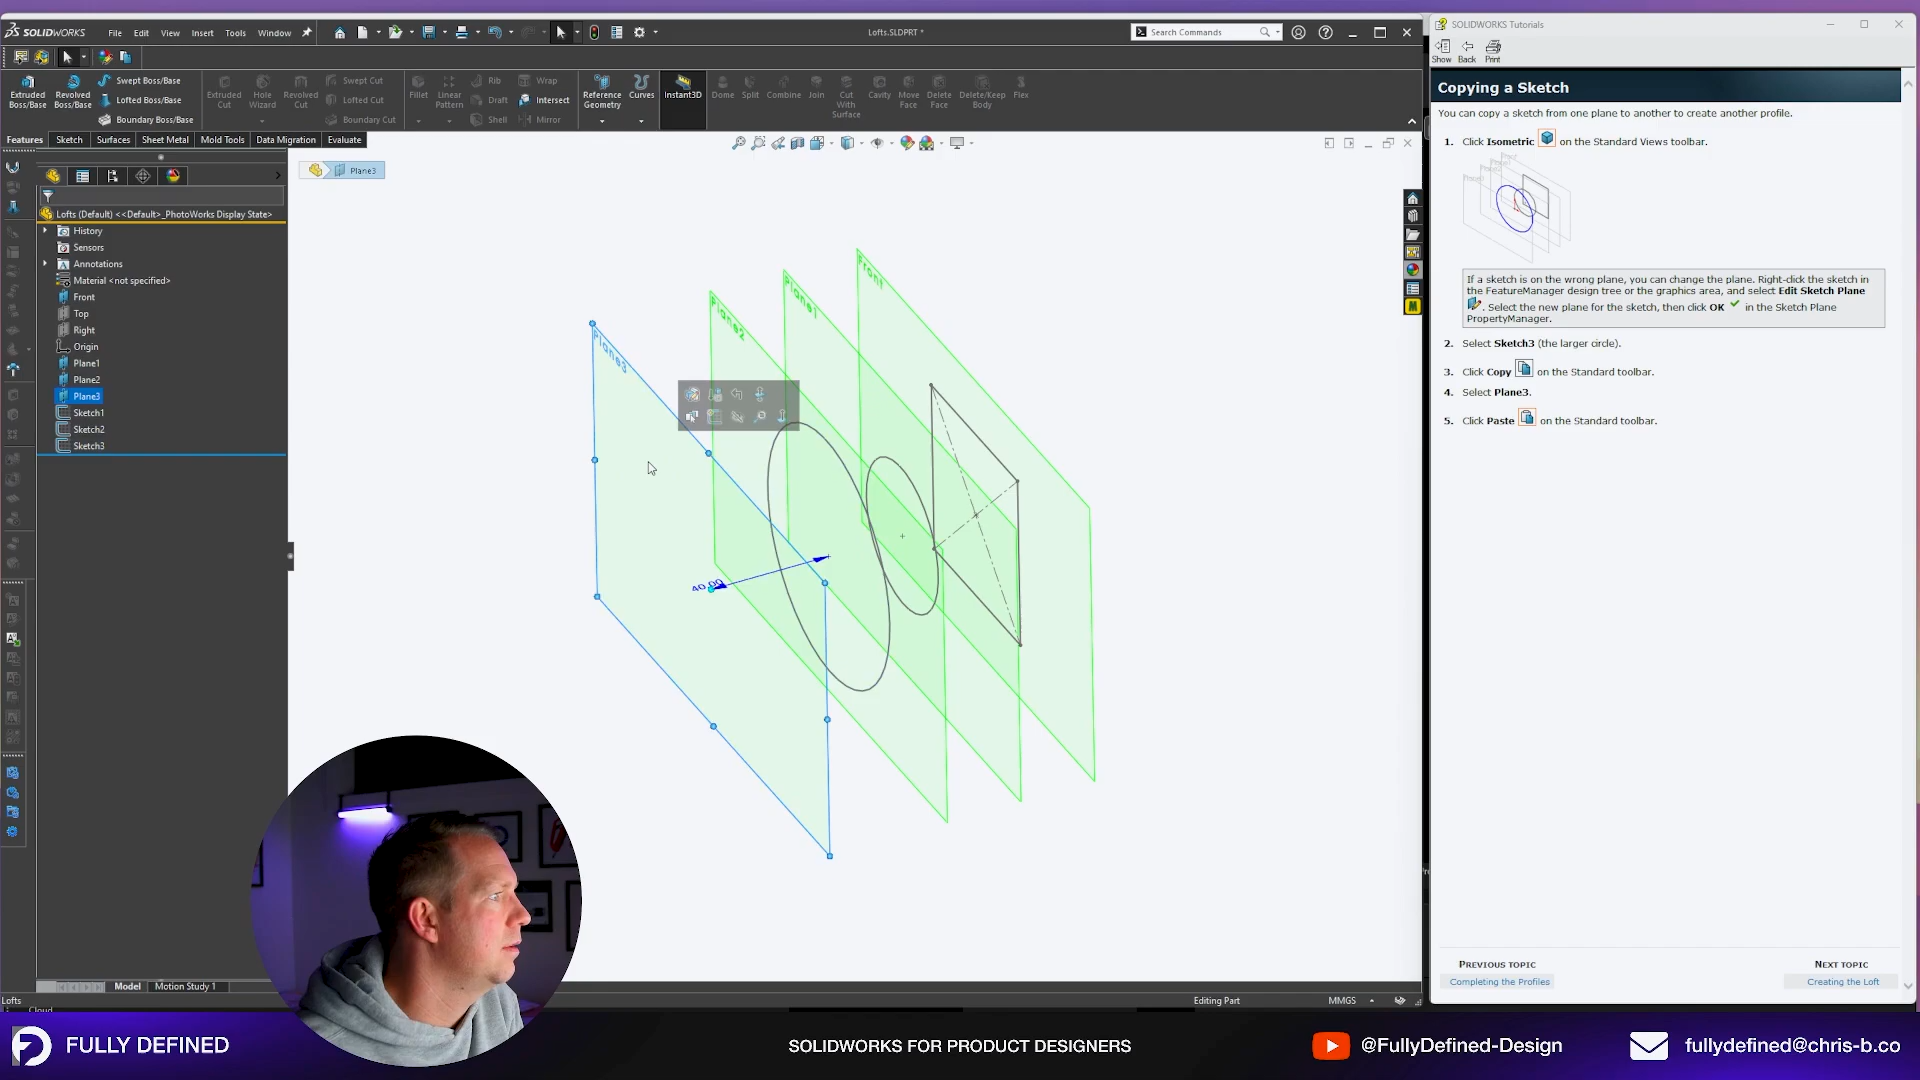 SOLIDWORKS File Edit View Insert Tools Window
Lofts.SLDPRT *
Search Commands
Extruded Boss/Base
Revolved Boss/Base
Swept Boss/Base
Lofted Boss/Base
Boundary Boss/Base
Extruded Cut
Hole Wizard
Revolved Cut
Swept Cut
Lofted Cut
Boundary Cut
Fillet
Linear Pattern
Rib
Draft
Shell
Wrap
Intersect
Mirror
Reference Geometry
Curves
Instant3D
Dome
Split
Combine
Join
Cut With Surface
Cavity
Move Face
Delete Face
Delete/Keep Body
Flex
Features Sketch Surfaces Sheet Metal Mold Tools Data Migration Evaluate
Plane3
Lofts (Default) <<Default>_PhotoWorks Display State>
History
Sensors
Annotations
Material <not specified>
Front
Top
Right
Origin
Plane1
Plane2
Plane3
Sketch1
Sketch2
Sketch3
Front
Plane1
Plane2
Plane3
40.00
Model Motion Study 1
Lofts
Editing Part
MMGS
Cloud
SOLIDWORKS Tutorials
Show Back Print
Copying a Sketch
You can copy a sketch from one plane to another to create another profile.
1. Click Isometric on the Standard Views toolbar.
If a sketch is on the wrong plane, you can change the plane. Right-click the sketch in
the FeatureManager design tree or the graphics area, and select Edit Sketch Plane
. Select the new plane for the sketch, then click OK in the Sketch Plane
PropertyManager.
2. Select Sketch3 (the larger circle).
3. Click Copy on the Standard toolbar.
4. Select Plane3.
5. Click Paste on the Standard toolbar.
PREVIOUS TOPIC
Completing the Profiles
NEXT TOPIC
Creating the Loft
FULLY DEFINED
SOLIDWORKS FOR PRODUCT DESIGNERS
@FullyDefined-Design
fullydefined@chris-b.co